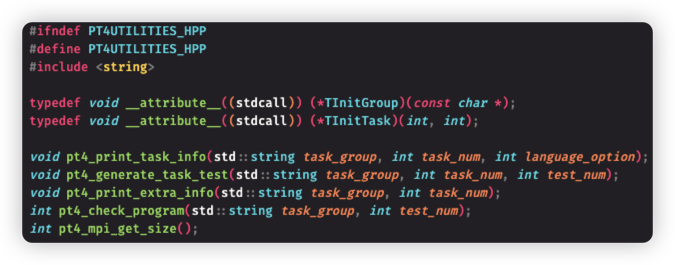 #ifndef PT4UTILITIES_HPP
#define PT4UTILITIES_HPP
#include <string>
typedef void __attribute__((stdcall)) (*TInitGroup)(const char *);
typedef void __attribute__((stdcall)) (*TInitTask)(int, int);
void pt4_print_task_info(std::string task_group, int task_num, int language_option);
void pt4_generate_task_test(std::string task_group, int task_num, int test_num);
void pt4_print_extra_info(std::string task_group, int task_num);
int pt4_check_program(std::string task_group, int test_num);
int pt4_mpi_get_size();